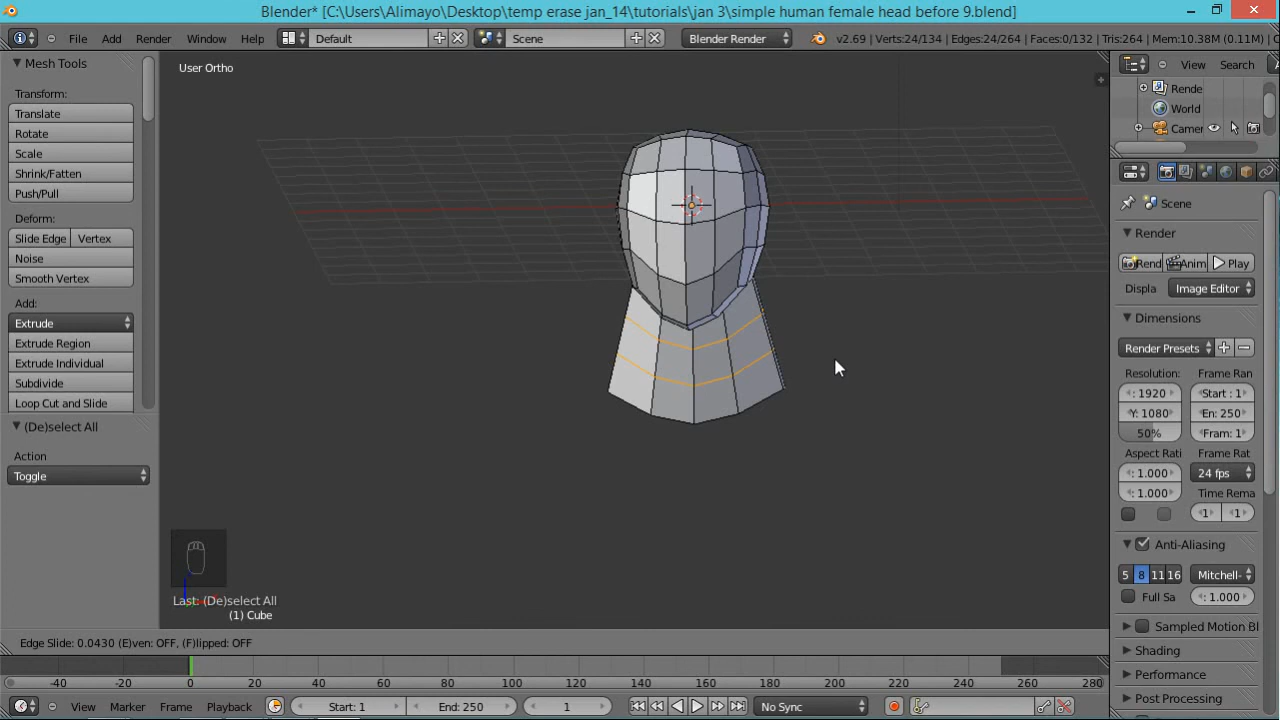 Blender* [C:\Users\Alimayo\Desktop\temp erase jan_14\tutorials\jan 3\simple human female head before 9.blend]
File Add Render Window Help Default Scene Blender Render v2.69 | Verts:24/134 | Edges:24/264 | Faces:0/132 | Tris:264 | Mem:10.38M (0.11M) | C
Mesh Tools
Transform:
Translate
Rotate
Scale
Shrink/Fatten
Push/Pull
Deform:
Slide Edge Vertex
Noise
Smooth Vertex
Add:
Extrude
Extrude Region
Extrude Individual
Subdivide
Loop Cut and Slide
(De)select All
Action
Toggle
User Ortho
Last: (De)select All
(1) Cube
Edge Slide: 0.0430 (E)ven: OFF, (F)lipped: OFF
View Search
Rende
World
Camer
Scene
Render
Rend Anim Play
Displa Image Editor
Dimensions
Render Presets
Resolution: Frame Ran
: 1920 Start : 1
Y: 1080 En: 250
50% Fram: 1
Aspect Rati Frame Rat
: 1.000 24 fps
: 1.000 Time Rema
1 1
Anti-Aliasing
5 8 11 16 Mitchell-
Full Sa : 1.000
Sampled Motion Bl
Shading
Performance
Post Processing
-40 -20 0 20 40 60 80 100 120 140 160 180 200 220 240 260 280
View Marker Frame Playback Start: 1 End: 250 1 No Sync